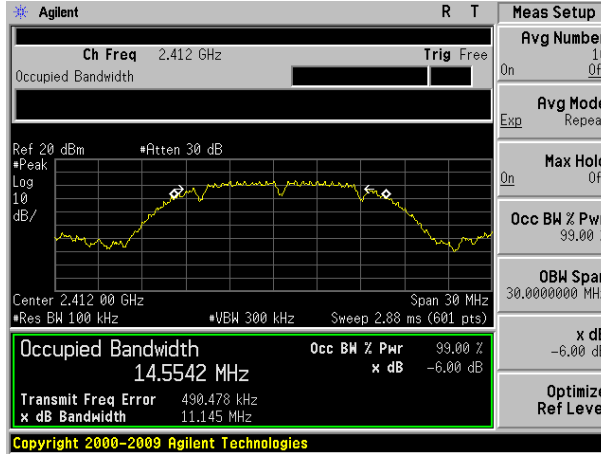 Agilent R T
Ch Freq 2.412 GHz Trig Free
Occupied Bandwidth
Ref 20 dBm #Atten 30 dB
#Peak
Log
10
dB/
Center 2.412 00 GHz Span 30 MHz
#Res BW 100 kHz #VBW 300 kHz Sweep 2.88 ms (601 pts)
Occupied Bandwidth Occ BW % Pwr 99.00 %
14.5542 MHz x dB -6.00 dB
Transmit Freq Error 490.478 kHz
x dB Bandwidth 11.145 MHz
Copyright 2000-2009 Agilent Technologies
Meas Setup
Avg Number
On
Avg Mode
Exp Repea
Max Hold
On
Occ BW % Pwr
99.00
OBW Span
30.0000000 MH
x dB
-6.00 dB
Optimize
Ref Leve